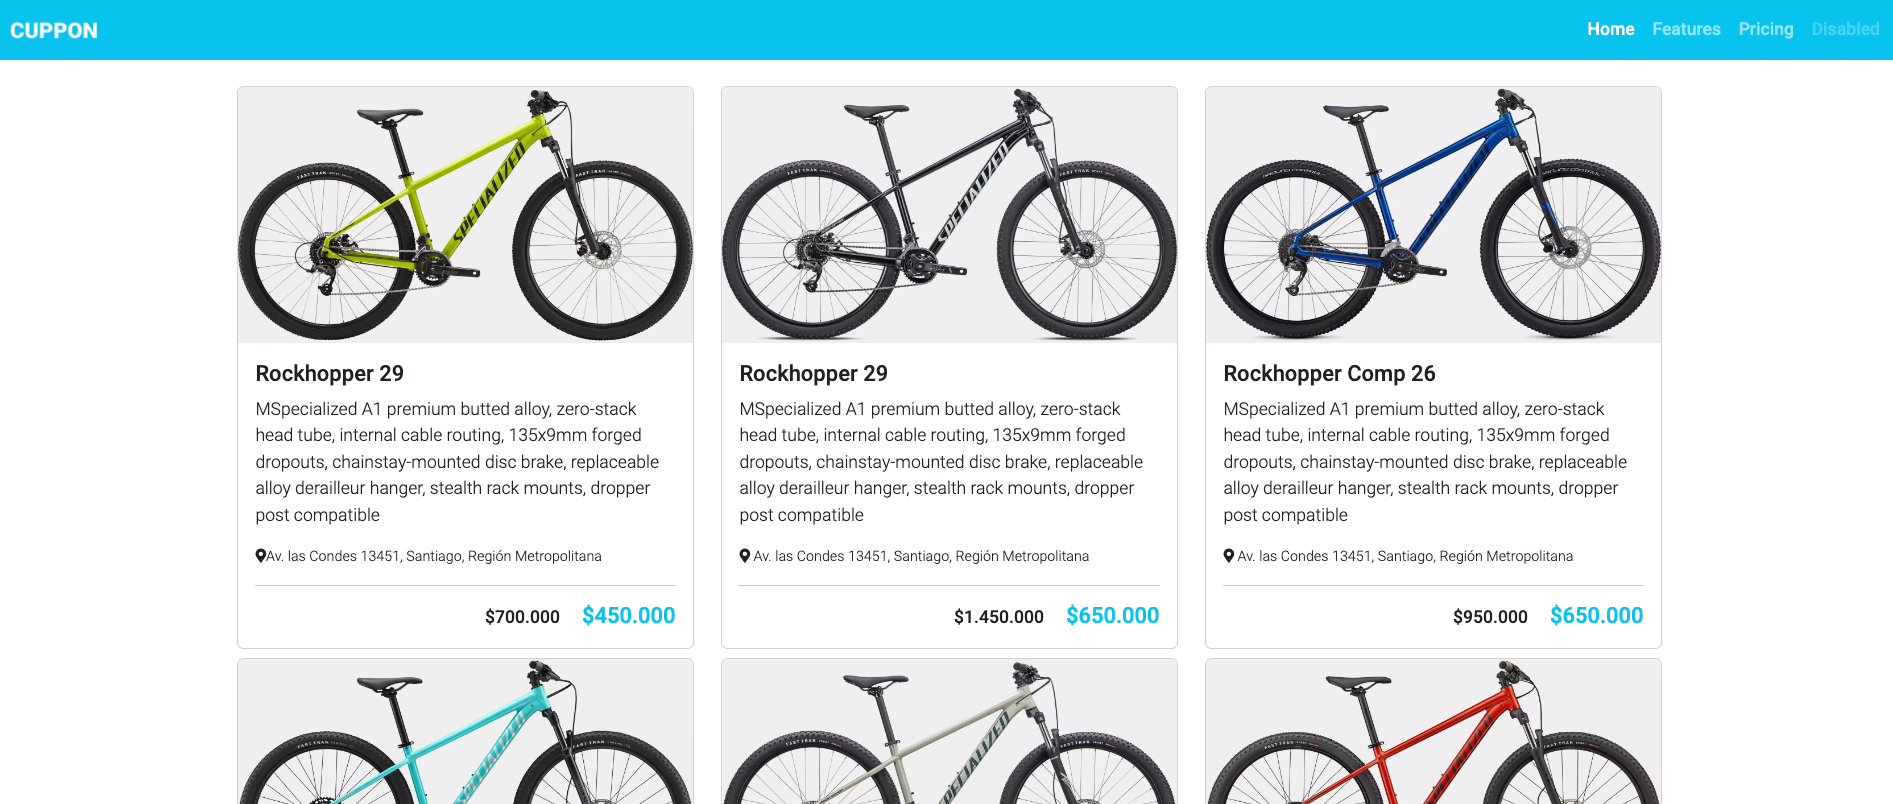 CUPPON
Home Features Pricing Disabled
SPECIALIZED
SPECIALIZED
SPECIALIZED
Rockhopper 29
MSpecialized A1 premium butted alloy, zero-stack
head tube, internal cable routing, 135x9mm forged
dropouts, chainstay-mounted disc brake, replaceable
alloy derailleur hanger, stealth rack mounts, dropper
post compatible
Av. las Condes 13451, Santiago, Región Metropolitana
$700.000 $450.000
Rockhopper 29
MSpecialized A1 premium butted alloy, zero-stack
head tube, internal cable routing, 135x9mm forged
dropouts, chainstay-mounted disc brake, replaceable
alloy derailleur hanger, stealth rack mounts, dropper
post compatible
Av. las Condes 13451, Santiago, Región Metropolitana
$1.450.000 $650.000
Rockhopper Comp 26
MSpecialized A1 premium butted alloy, zero-stack
head tube, internal cable routing, 135x9mm forged
dropouts, chainstay-mounted disc brake, replaceable
alloy derailleur hanger, stealth rack mounts, dropper
post compatible
Av. las Condes 13451, Santiago, Región Metropolitana
$950.000 $650.000
SPECIALIZED
SPECIALIZED
SPECIALIZED